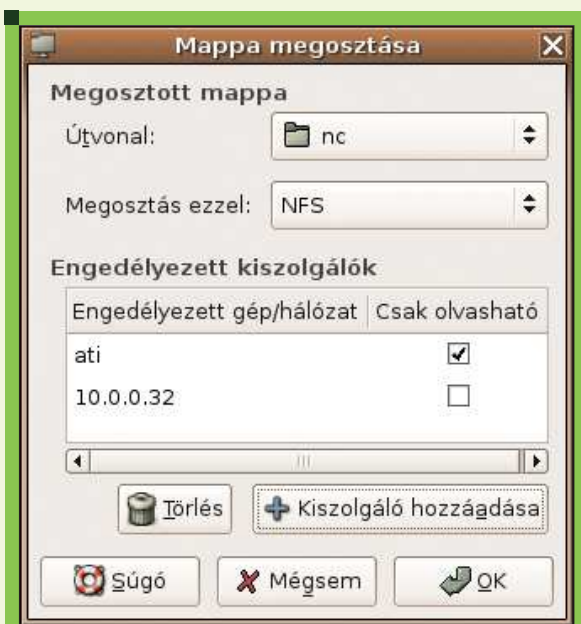 Mappa megosztása
Megosztott mappa
Útvonal: nc
Megosztás ezzel: NFS
Engedélyezett kiszolgálók
Engedélyezett gép/hálózat Csak olvasható
ati
10.0.0.32
Törlés Kiszolgáló hozzáadása
Súgó Mégsem OK